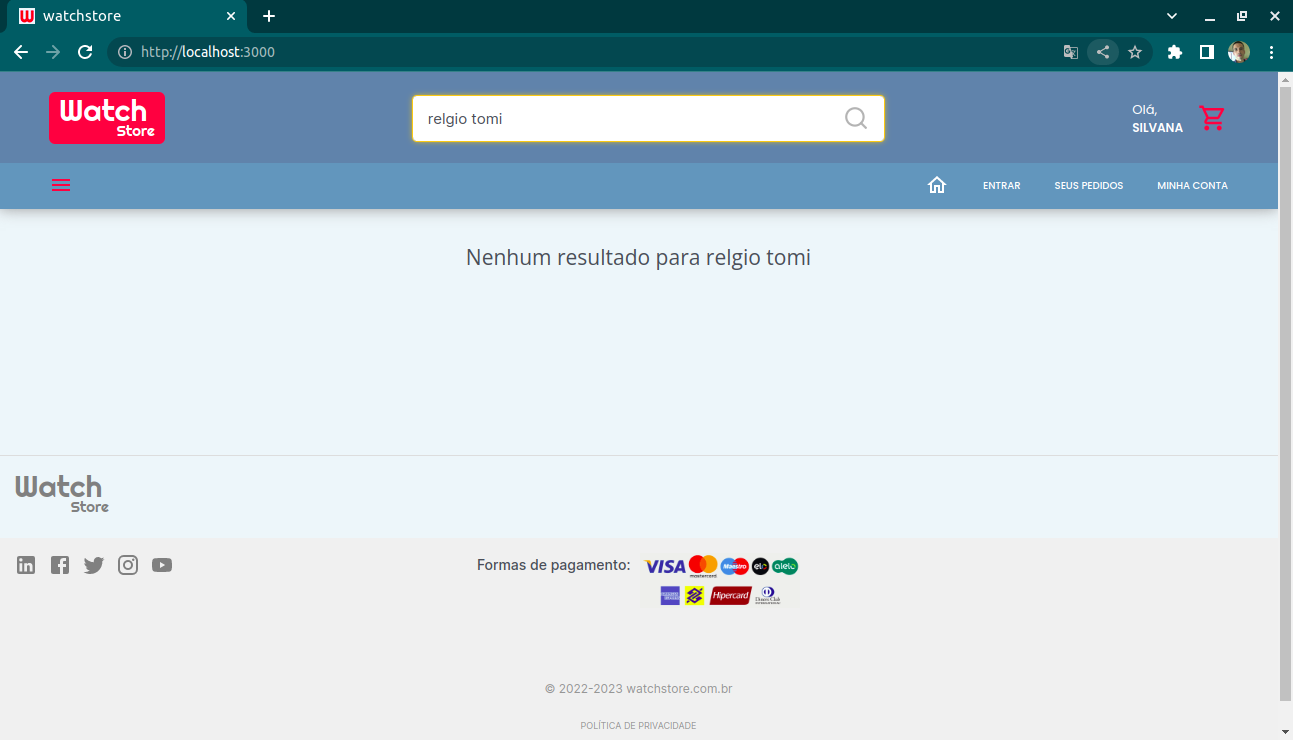 watchstore
http://localhost:3000
Watch
Store
relgio tomi
Olá,
SILVANA
ENTRAR SEUS PEDIDOS MINHA CONTA
Nenhum resultado para relgio tomi
Watch
Store
Formas de pagamento: VISA mastercard Maestro elo alelo
Hipercard Diners Club
© 2022-2023 watchstore.com.br
POLÍTICA DE PRIVACIDADE